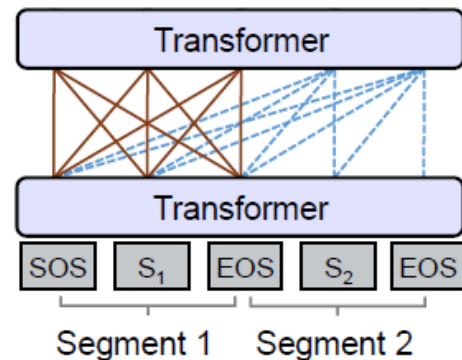 Transformer
Transformer
SOS S₁ EOS S₂ EOS
Segment 1 Segment 2